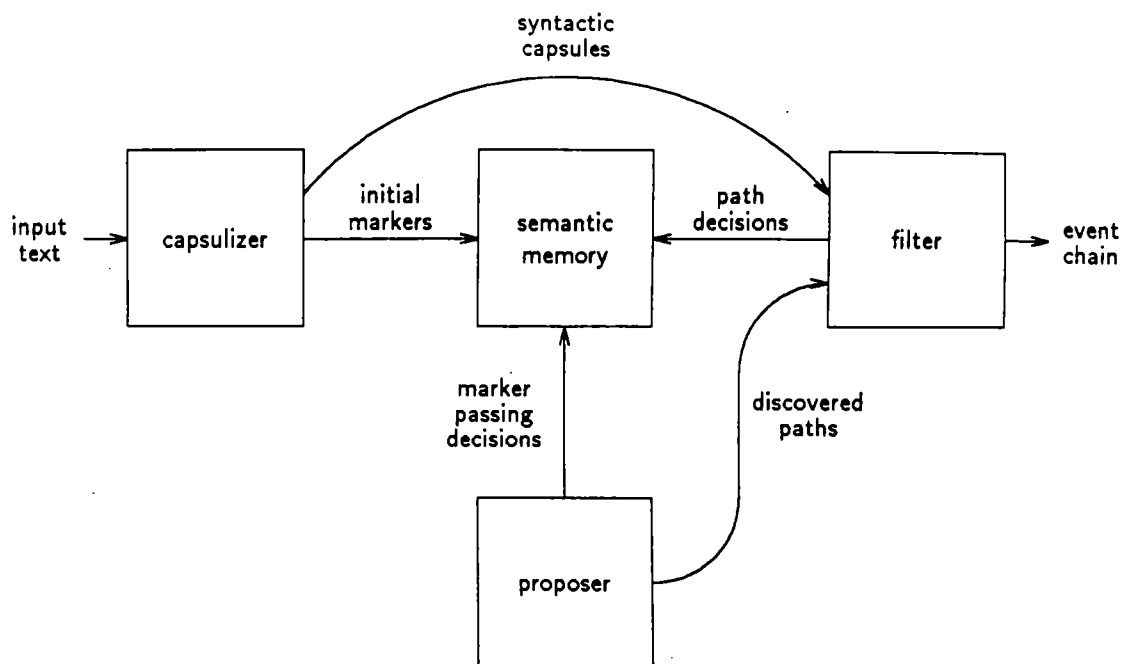 syntactic
capsules
input
text
capsulizer
initial
markers
semantic
memory
path
decisions
filter
event
chain
marker
passing
decisions
discovered
paths
proposer